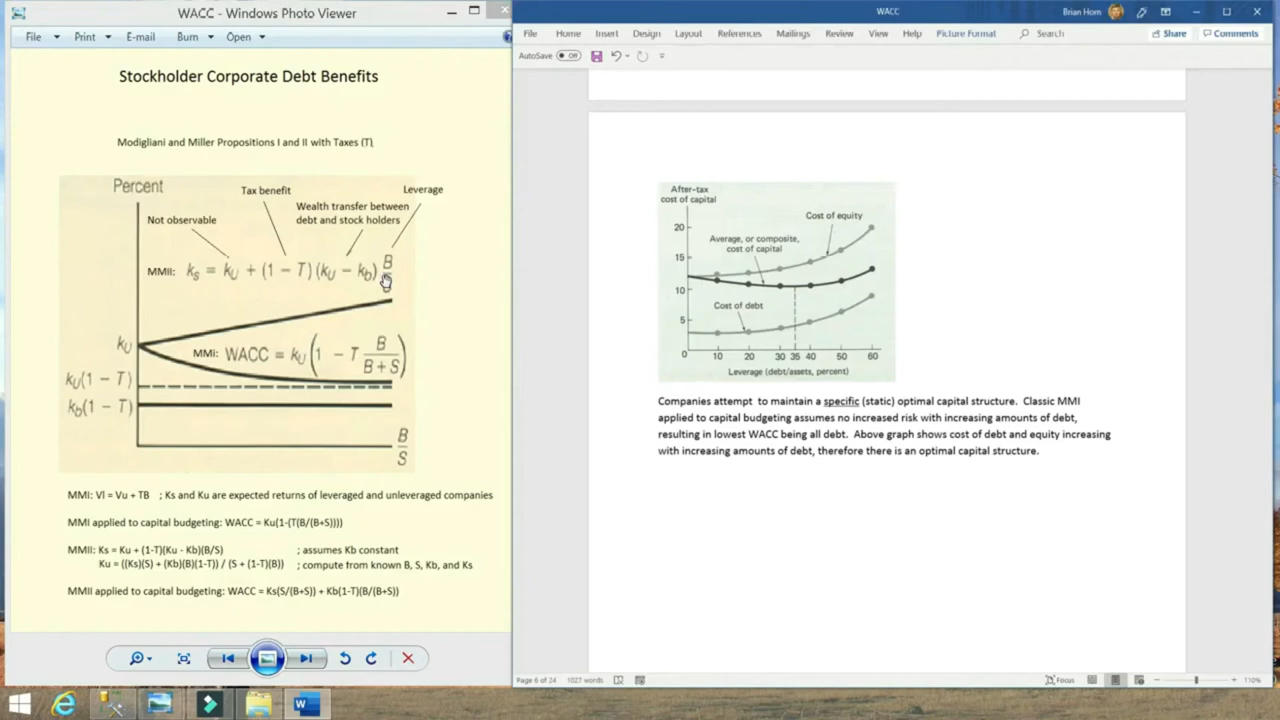 WACC - Windows Photo Viewer
File Print E-mail Burn Open
Stockholder Corporate Debt Benefits
Modigliani and Miller Propositions I and II with Taxes (T)
Percent
Tax benefit
Leverage
Not observable
Wealth transfer between
debt and stock holders
MMII: kS = kU + (1 − T)(kU − kb) B
kU
MMI: WACC = kU(1 − T B/(B + S))
kU(1 − T)
kb(1 − T)
B/S
MMI: Vl = Vu + TB ; Ks and Ku are expected returns of leveraged and unleveraged companies
MMI applied to capital budgeting: WACC = Ku(1-(T(B/(B+S))))
MMII: Ks = Ku + (1-T)(Ku - Kb)(B/S) ; assumes Kb constant
Ku = ((Ks)(S) + (Kb)(B)(1-T)) / (S + (1-T)(B)) ; compute from known B, S, Kb, and Ks
MMII applied to capital budgeting: WACC = Ks(S/(B+S)) + Kb(1-T)(B/(B+S))
WACC
Brian Horn
File Home Insert Design Layout References Mailings Review View Help Picture Format Search Share Comments
AutoSave Off
After-tax
cost of capital
20
15
10
5
0
Cost of equity
Average, or composite,
cost of capital
Cost of debt
10 20 30 35 40 50 60
Leverage (debt/assets, percent)
Companies attempt to maintain a specific (static) optimal capital structure. Classic MMI
applied to capital budgeting assumes no increased risk with increasing amounts of debt,
resulting in lowest WACC being all debt. Above graph shows cost of debt and equity increasing
with increasing amounts of debt, therefore there is an optimal capital structure.
Page 6 of 24 1027 words
Focus
110%